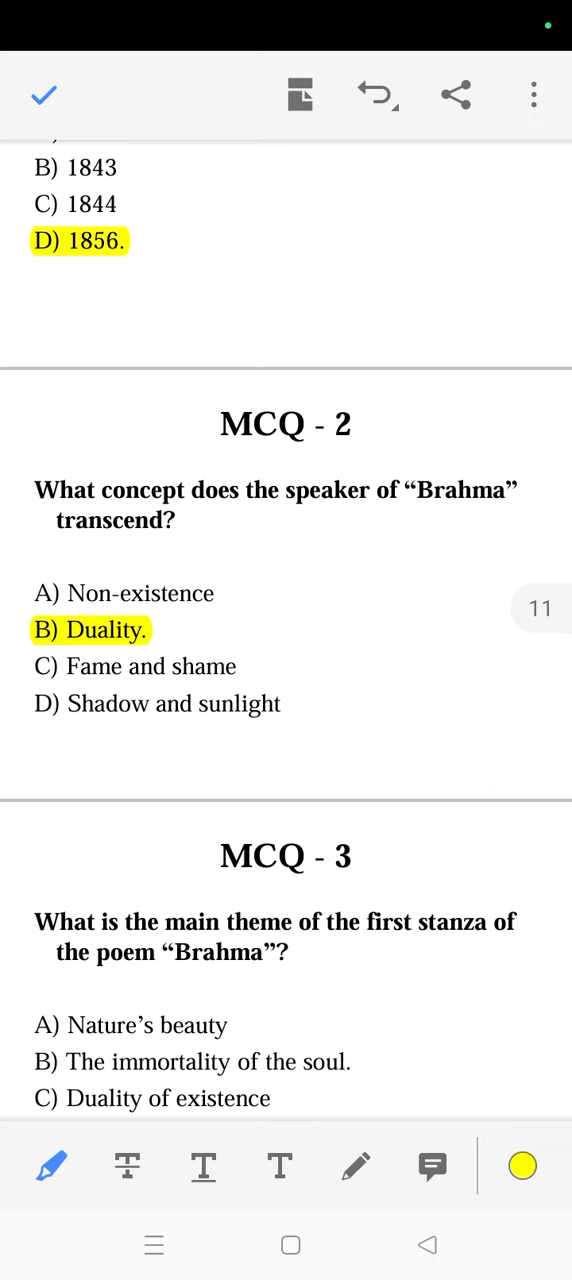 B) 1843
C) 1844
D) 1856.
MCQ - 2
What concept does the speaker of “Brahma”
transcend?
A) Non-existence
11
B) Duality.
C) Fame and shame
D) Shadow and sunlight
MCQ - 3
What is the main theme of the first stanza of
the poem “Brahma”?
A) Nature’s beauty
B) The immortality of the soul.
C) Duality of existence
T T T